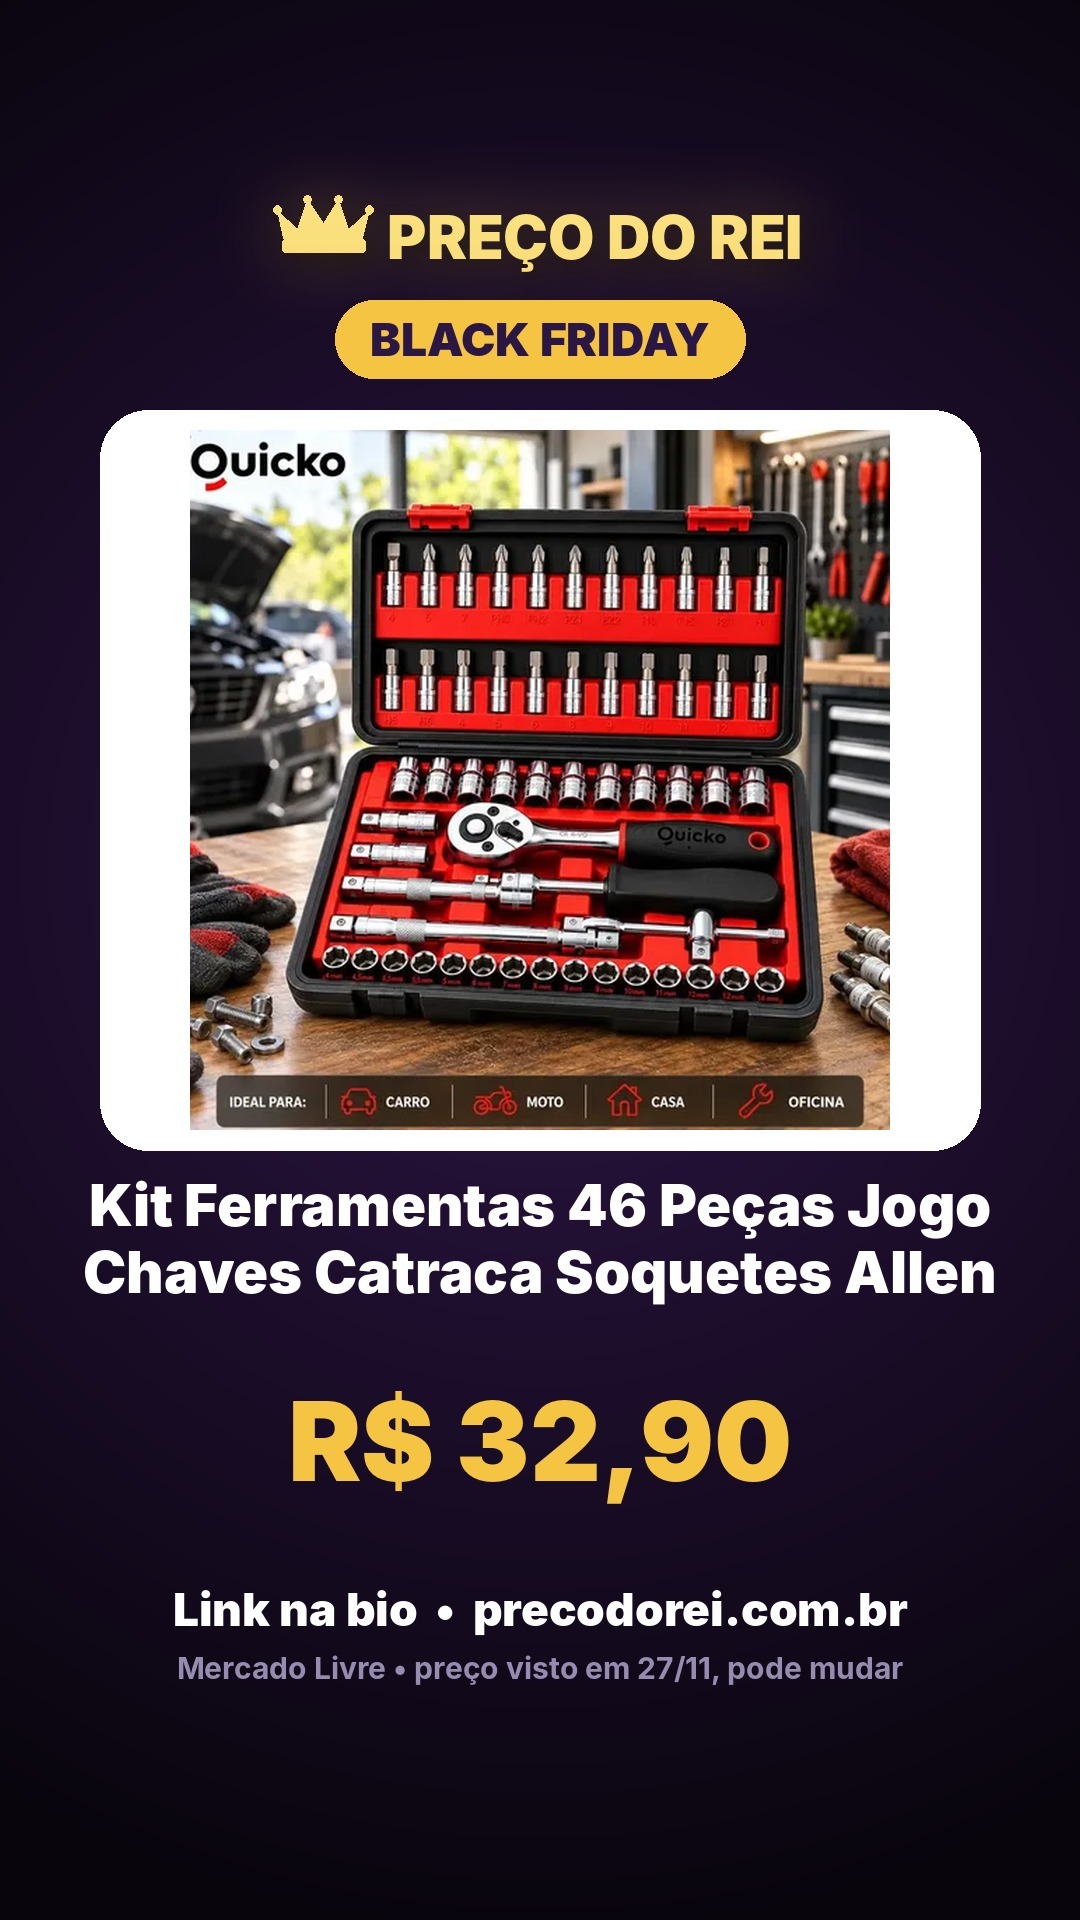 PREÇO DO REI
BLACK FRIDAY
Quicko
Quicko
IDEAL PARA: CARRO MOTO CASA OFICINA
Kit Ferramentas 46 Peças Jogo
Chaves Catraca Soquetes Allen
R$ 32,90
Link na bio • precodorei.com.br
Mercado Livre • preço visto em 27/11, pode mudar